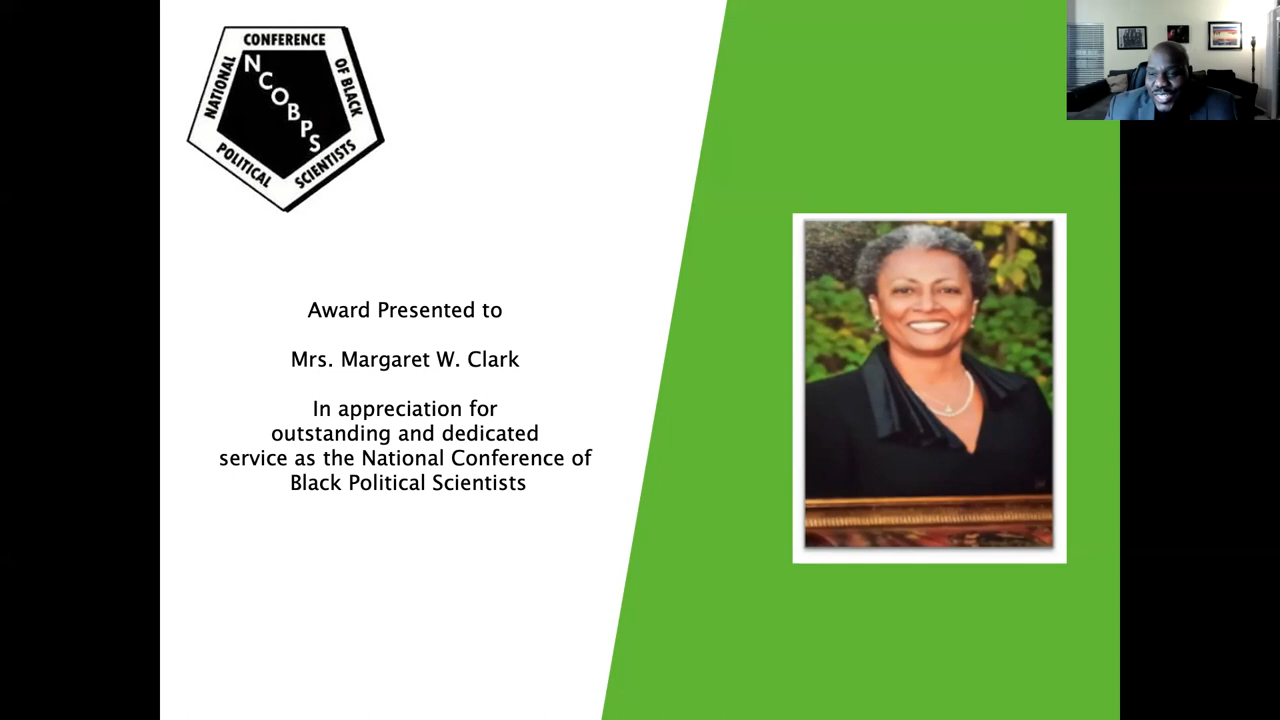 CONFERENCE
NATIONAL
OF BLACK
NCOBPS
POLITICAL
SCIENTISTS
Award Presented to
Mrs. Margaret W. Clark
In appreciation for
outstanding and dedicated
service as the National Conference of
Black Political Scientists